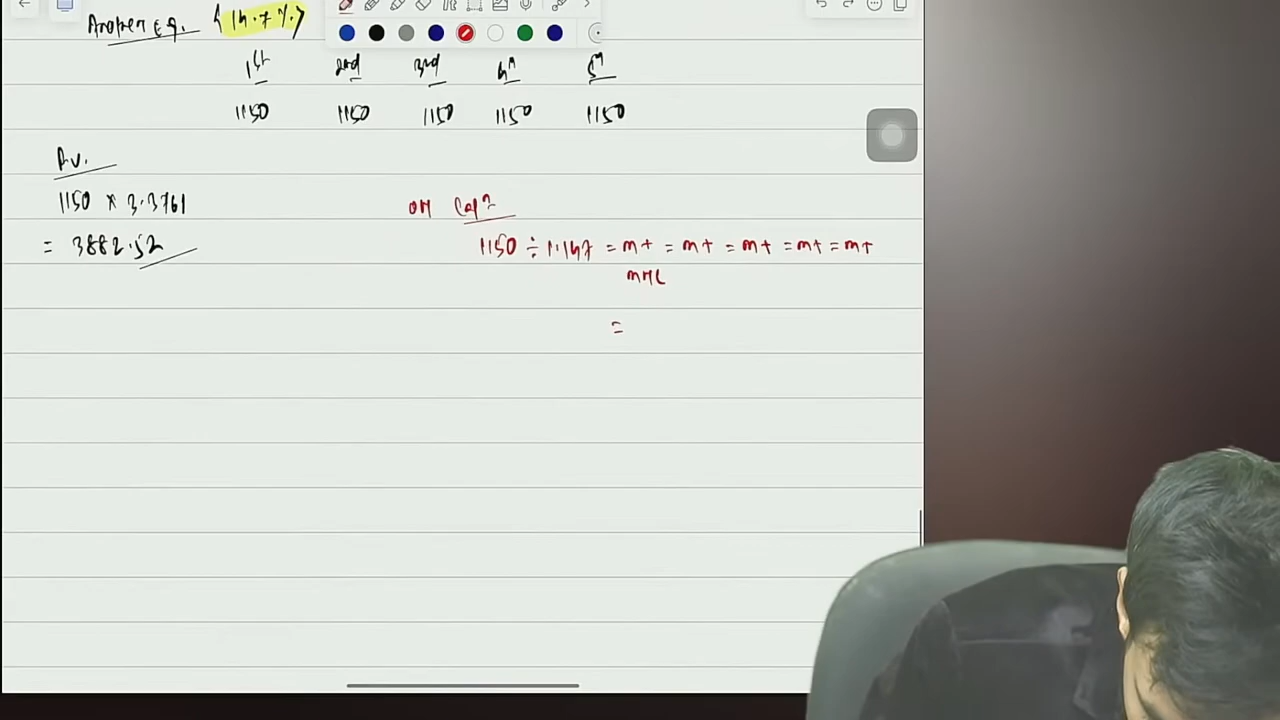 Another eg. (14.7%)
1st 2nd 3rd 4th 5th
1150 1150 1150 1150 1150
P.v.
1150 × 3.3761
= 3882.52
on Calc
1150 ÷ 1.147 = m+ = m+ = m+ = m+ = m+
mRC
=